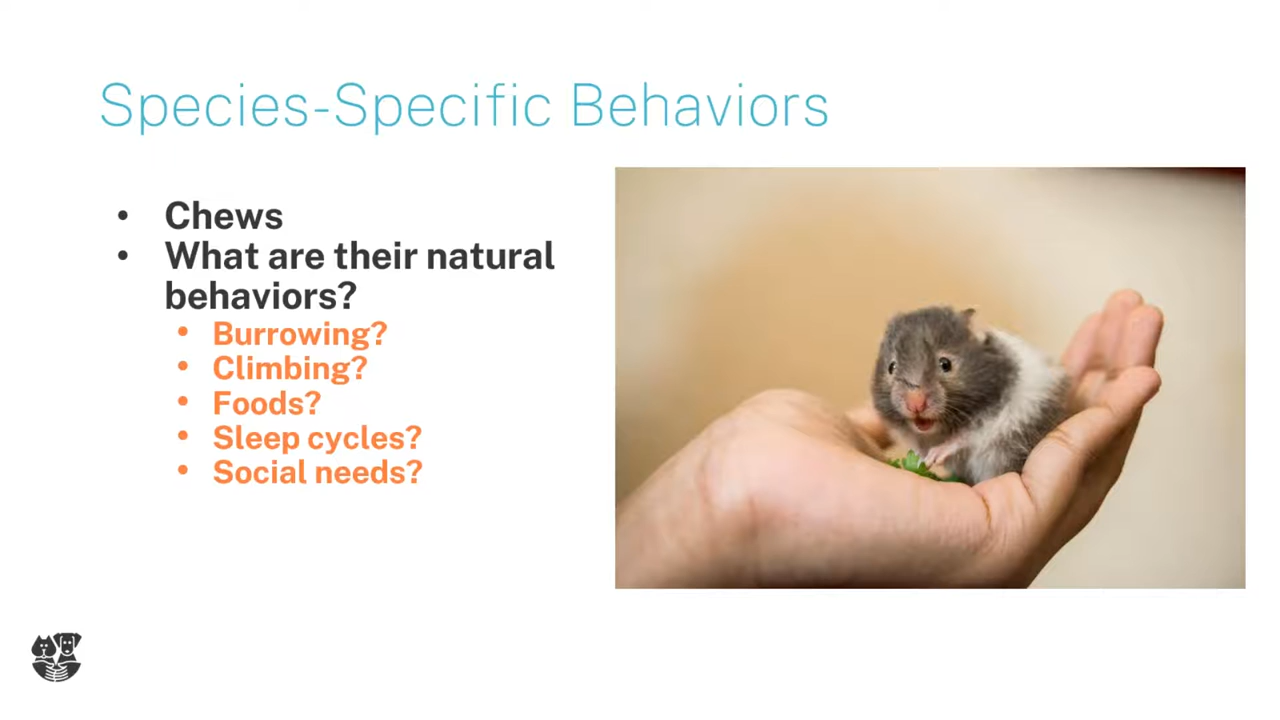 Species-Specific Behaviors
• Chews
• What are their natural
behaviors?
• Burrowing?
• Climbing?
• Foods?
• Sleep cycles?
• Social needs?